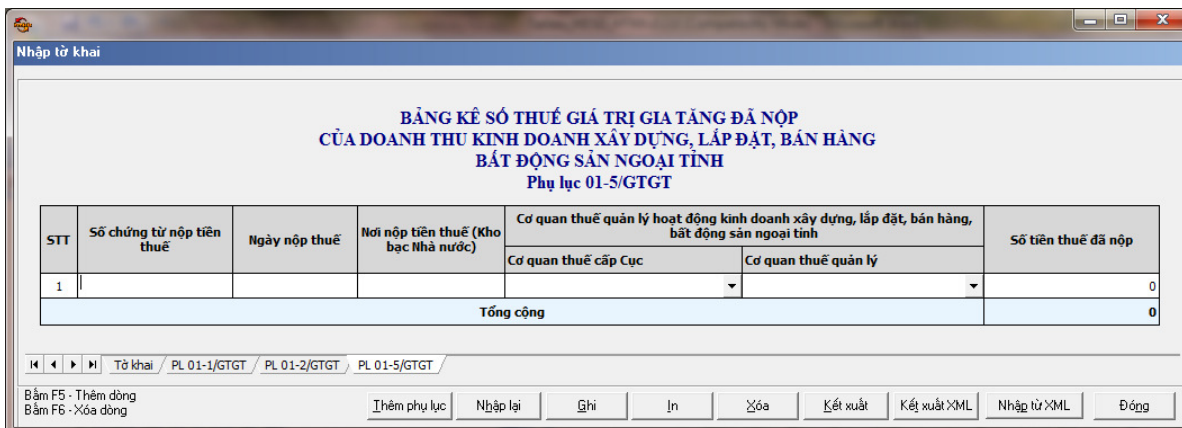 Nhập tờ khai
BẢNG KÊ SỐ THUẾ GIÁ TRỊ GIA TĂNG ĐÃ NỘP
CỦA DOANH THU KINH DOANH XÂY DỰNG, LẮP ĐẶT, BÁN HÀNG
BẤT ĐỘNG SẢN NGOẠI TỈNH
Phụ lục 01-5/GTGT
STT
Số chứng từ nộp tiền
thuế
Ngày nộp thuế
Nơi nộp tiền thuế (Kho
bạc Nhà nước)
Cơ quan thuế quản lý hoạt động kinh doanh xây dựng, lắp đặt, bán hàng,
bất động sản ngoại tỉnh
Cơ quan thuế cấp Cục
Cơ quan thuế quản lý
Số tiền thuế đã nộp
1
0
Tổng cộng
0
Tờ khai
PL 01-1/GTGT
PL 01-2/GTGT
PL 01-5/GTGT
Bấm F5 - Thêm dòng
Bấm F6 - Xóa dòng
Thêm phụ lục
Nhập lại
Ghi
In
Xóa
Kết xuất
Kết xuất XML
Nhập từ XML
Đóng